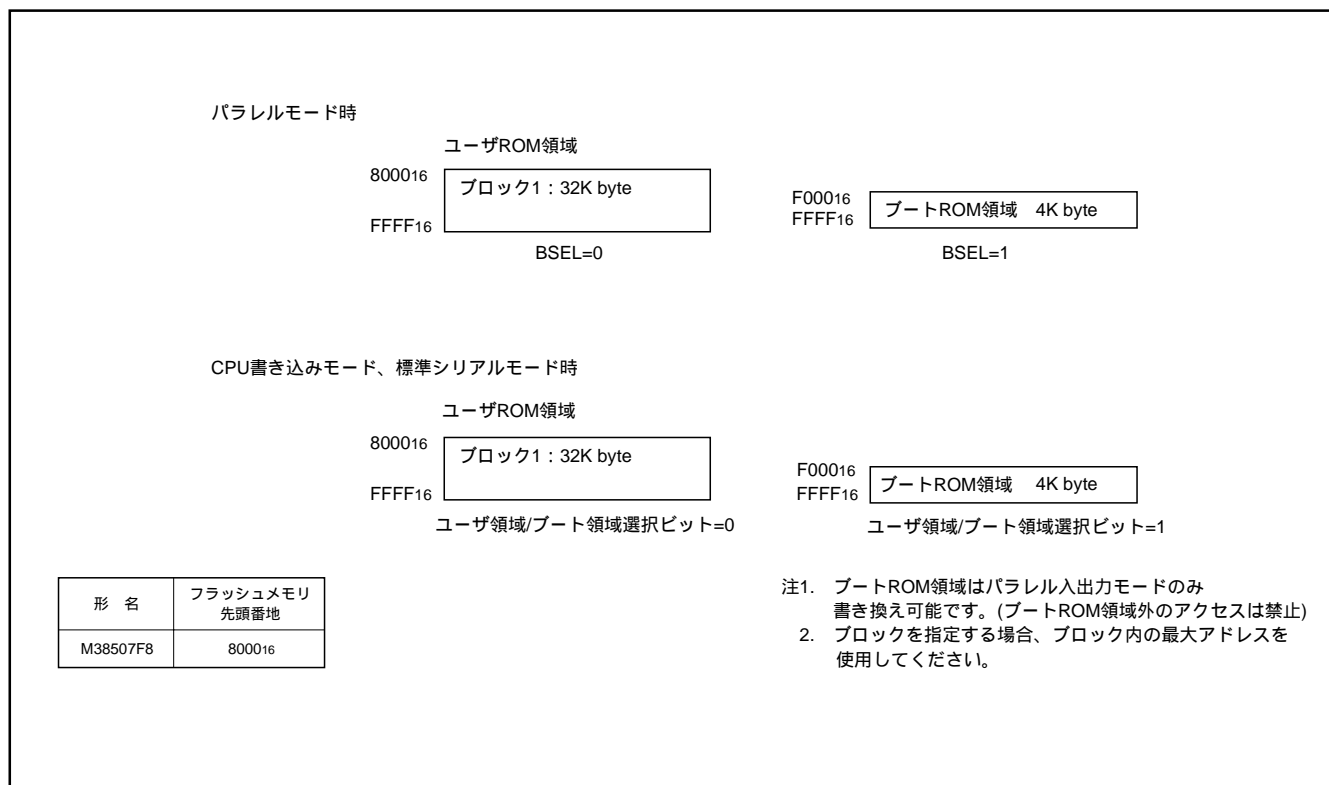 パラレルモード時
ユーザROM領域
800016
ブロック1：32K byte
FFFF16
BSEL=0
F00016
FFFF16
ブートROM領域　4K byte
BSEL=1
CPU書き込みモード、標準シリアルモード時
ユーザROM領域
800016
ブロック1：32K byte
FFFF16
ユーザ領域/ブート領域選択ビット=0
F00016
FFFF16
ブートROM領域　4K byte
ユーザ領域/ブート領域選択ビット=1
形　名
フラッシュメモリ
先頭番地
M38507F8
800016
注1.　ブートROM領域はパラレル入出力モードのみ
書き換え可能です。(ブートROM領域外のアクセスは禁止)
2.　ブロックを指定する場合、ブロック内の最大アドレスを
使用してください。